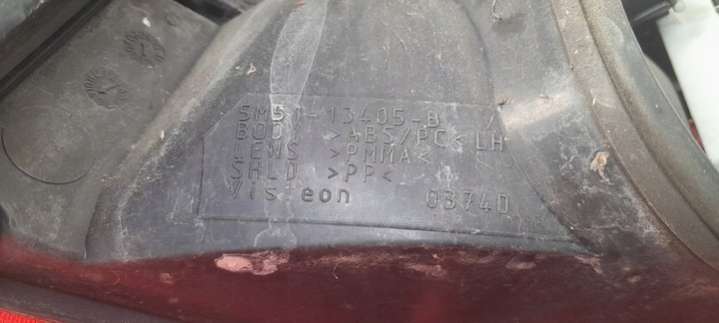 5M51-13405-B
BODY >ABS/PC< LH
LENS >PMMA<
SHLD >PP<
Visteon 0374D